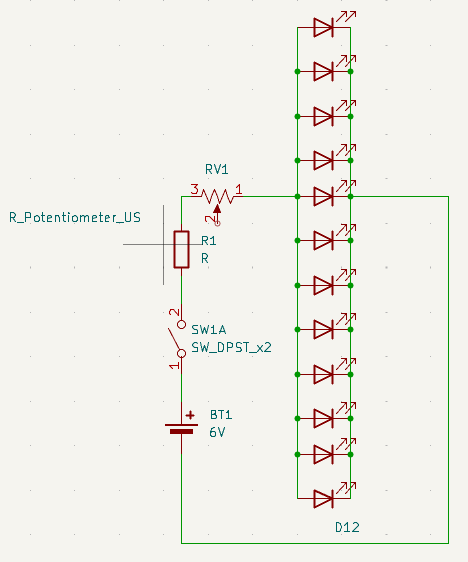 RV1
3
1
2
R_Potentiometer_US
R1
R
2
SW1A
SW_DPST_x2
1
+
BT1
6V
D12